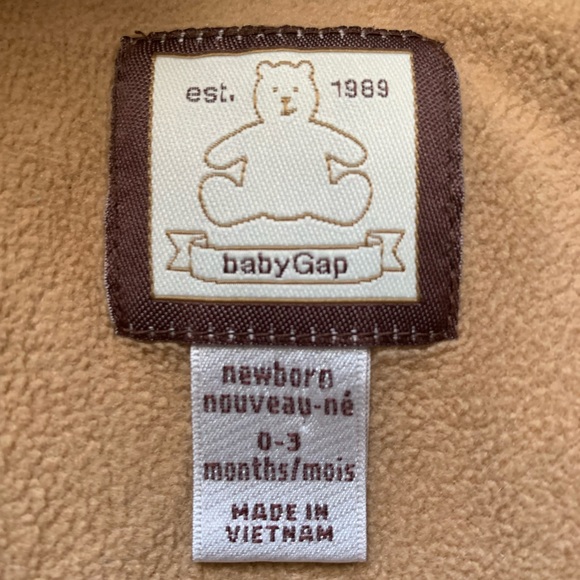 est. 1989
babyGap
newborn
nouveau-né
0-3
months/mois
MADE IN
VIETNAM